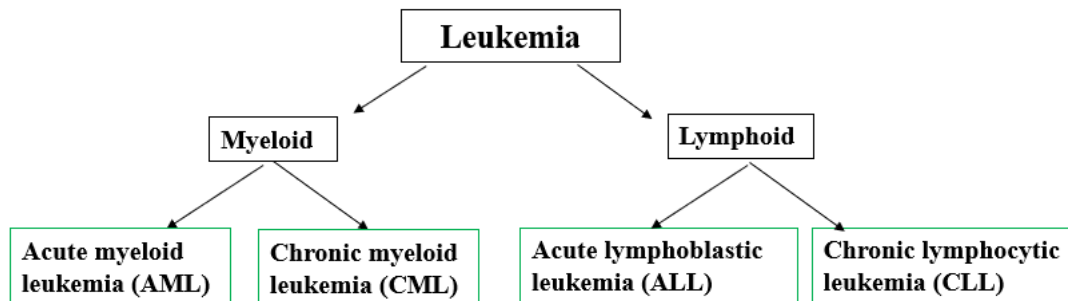 Leukemia
Myeloid
Lymphoid
Acute myeloid
leukemia (AML)
Chronic myeloid
leukemia (CML)
Acute lymphoblastic
leukemia (ALL)
Chronic lymphocytic
leukemia (CLL)